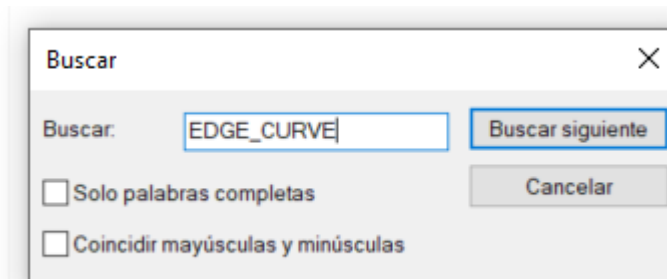 Buscar
Buscar: EDGE_CURVE Buscar siguiente
Solo palabras completas Cancelar
Coincidir mayúsculas y minúsculas